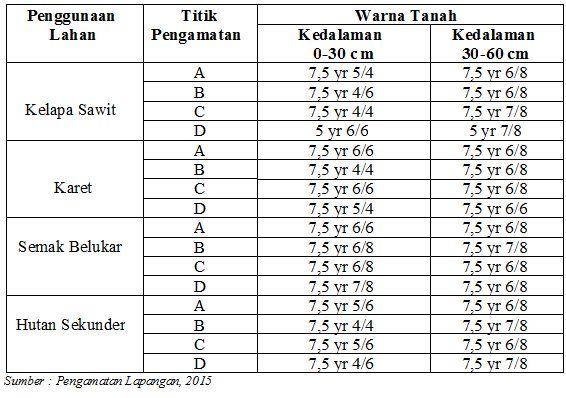 Penggunaan Lahan | Titik Pengamatan | Warna Tanah
Kedalaman 0-30 cm | Kedalaman 30-60 cm
Kelapa Sawit | A | 7,5 yr 5/4 | 7,5 yr 6/8
B | 7,5 yr 4/6 | 7,5 yr 6/8
C | 7,5 yr 4/4 | 7,5 yr 7/8
D | 5 yr 6/6 | 5 yr 7/8
Karet | A | 7,5 yr 6/6 | 7,5 yr 6/8
B | 7,5 yr 4/4 | 7,5 yr 6/8
C | 7,5 yr 6/6 | 7,5 yr 6/8
D | 7,5 yr 5/4 | 7,5 yr 6/6
Semak Belukar | A | 7,5 yr 6/6 | 7,5 yr 6/8
B | 7,5 yr 6/8 | 7,5 yr 7/8
C | 7,5 yr 6/8 | 7,5 yr 6/8
D | 7,5 yr 7/8 | 7,5 yr 6/8
Hutan Sekunder | A | 7,5 yr 5/6 | 7,5 yr 6/8
B | 7,5 yr 4/4 | 7,5 yr 7/8
C | 7,5 yr 5/6 | 7,5 yr 6/8
D | 7,5 yr 4/6 | 7,5 yr 7/8
Sumber : Pengamatan Lapangan, 2015